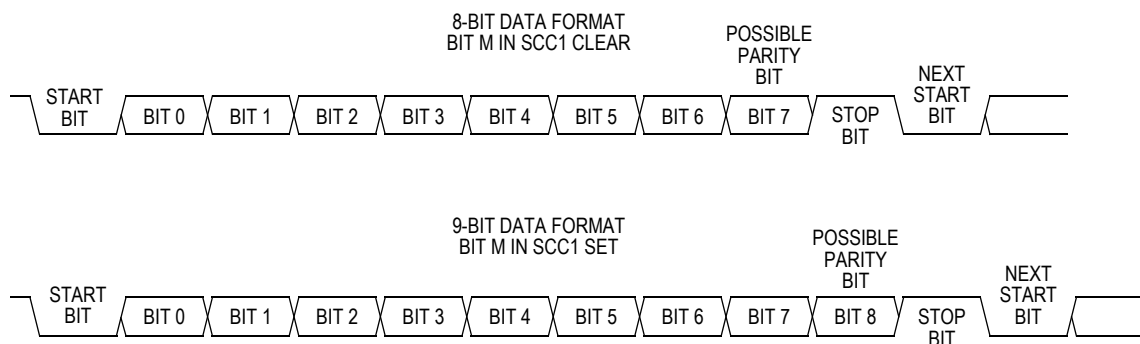 8-BIT DATA FORMAT
BIT M IN SCC1 CLEAR
POSSIBLE
PARITY
BIT
START
BIT
BIT 0
BIT 1
BIT 2
BIT 3
BIT 4
BIT 5
BIT 6
BIT 7
STOP
BIT
NEXT
START
BIT
9-BIT DATA FORMAT
BIT M IN SCC1 SET
POSSIBLE
PARITY
BIT
START
BIT
BIT 0
BIT 1
BIT 2
BIT 3
BIT 4
BIT 5
BIT 6
BIT 7
BIT 8
STOP
BIT
NEXT
START
BIT